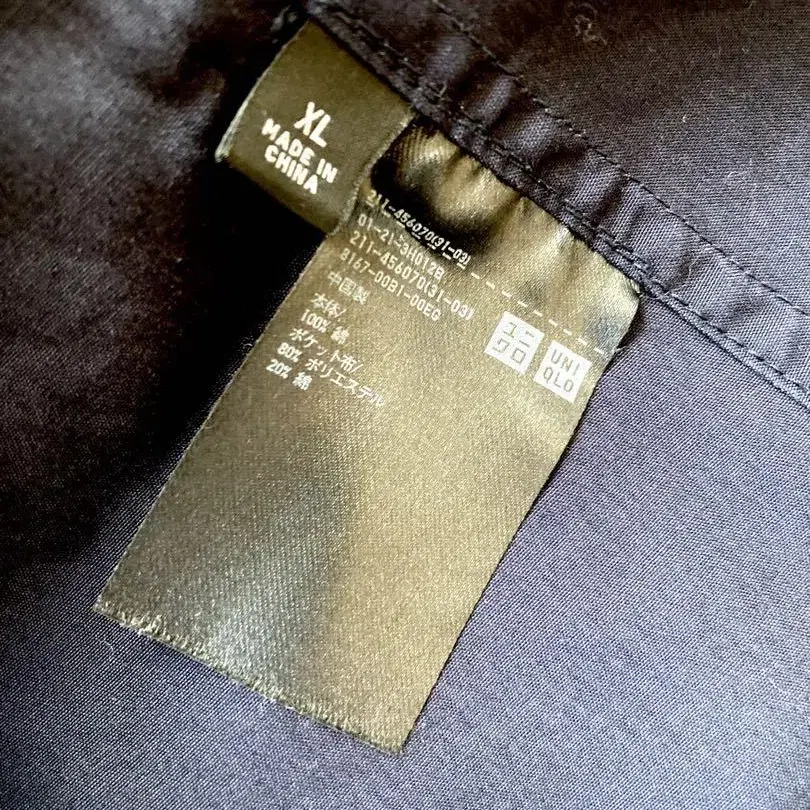 XL
MADE IN
CHINA
211-456070(31-03)
01-21-3H012B
211-456070(31-03)
8167-00B1-00EG
中国製
本体/
100% 綿
ポケット布/
80% ポリエステル
20% 綿
ユニ
クロ
UNI
QLO